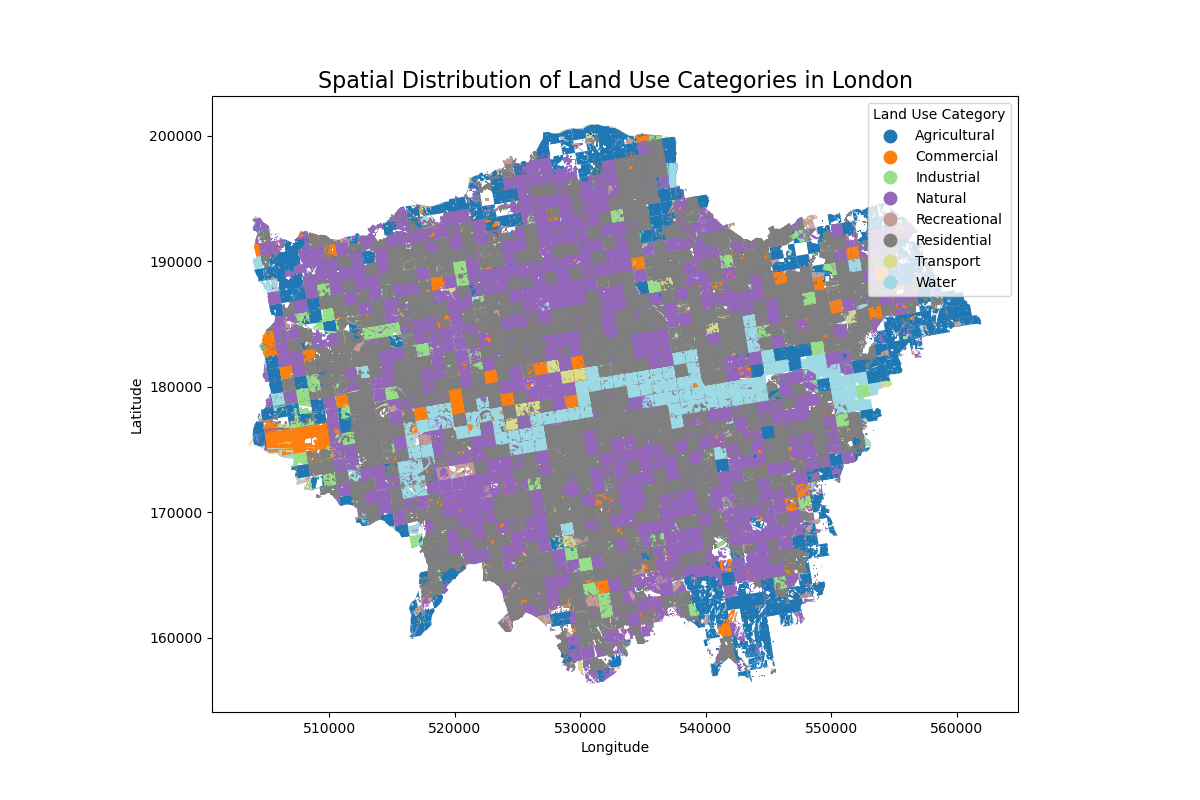 Spatial Distribution of Land Use Categories in London
Land Use Category
Agricultural
Commercial
Industrial
Natural
Recreational
Residential
Transport
Water
200000
190000
180000
170000
160000
Latitude
510000 520000 530000 540000 550000 560000
Longitude